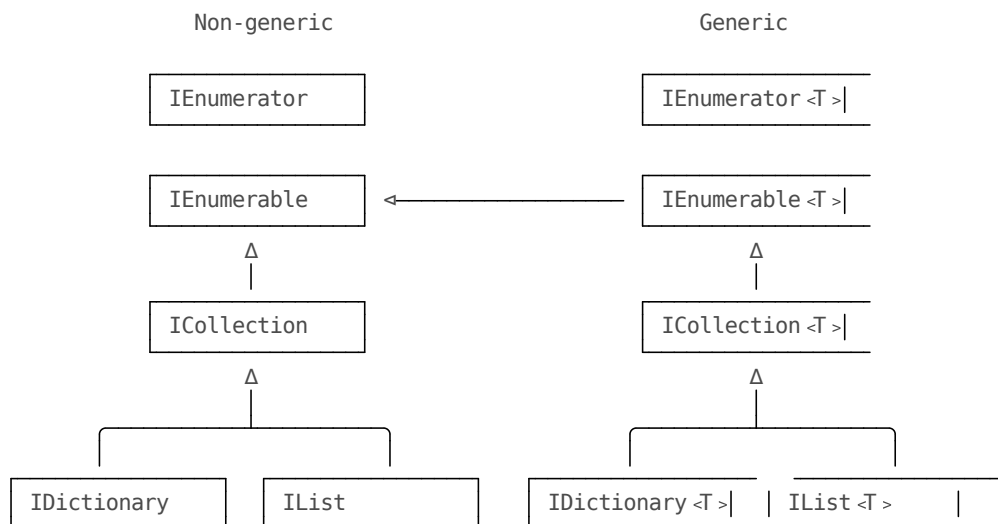 Non-generic Generic
IEnumerator IEnumerator<T>
IEnumerable IEnumerable<T>
ICollection ICollection<T>
IDictionary IList IDictionary<T> IList<T>